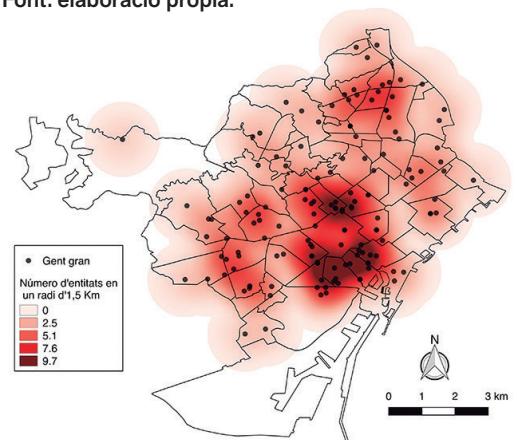 Font: elaboració pròpia.
Gent gran
Número d'entitats en
un radi d'1,5 Km
0
2.5
5.1
7.6
9.7
N
0 1 2 3 km